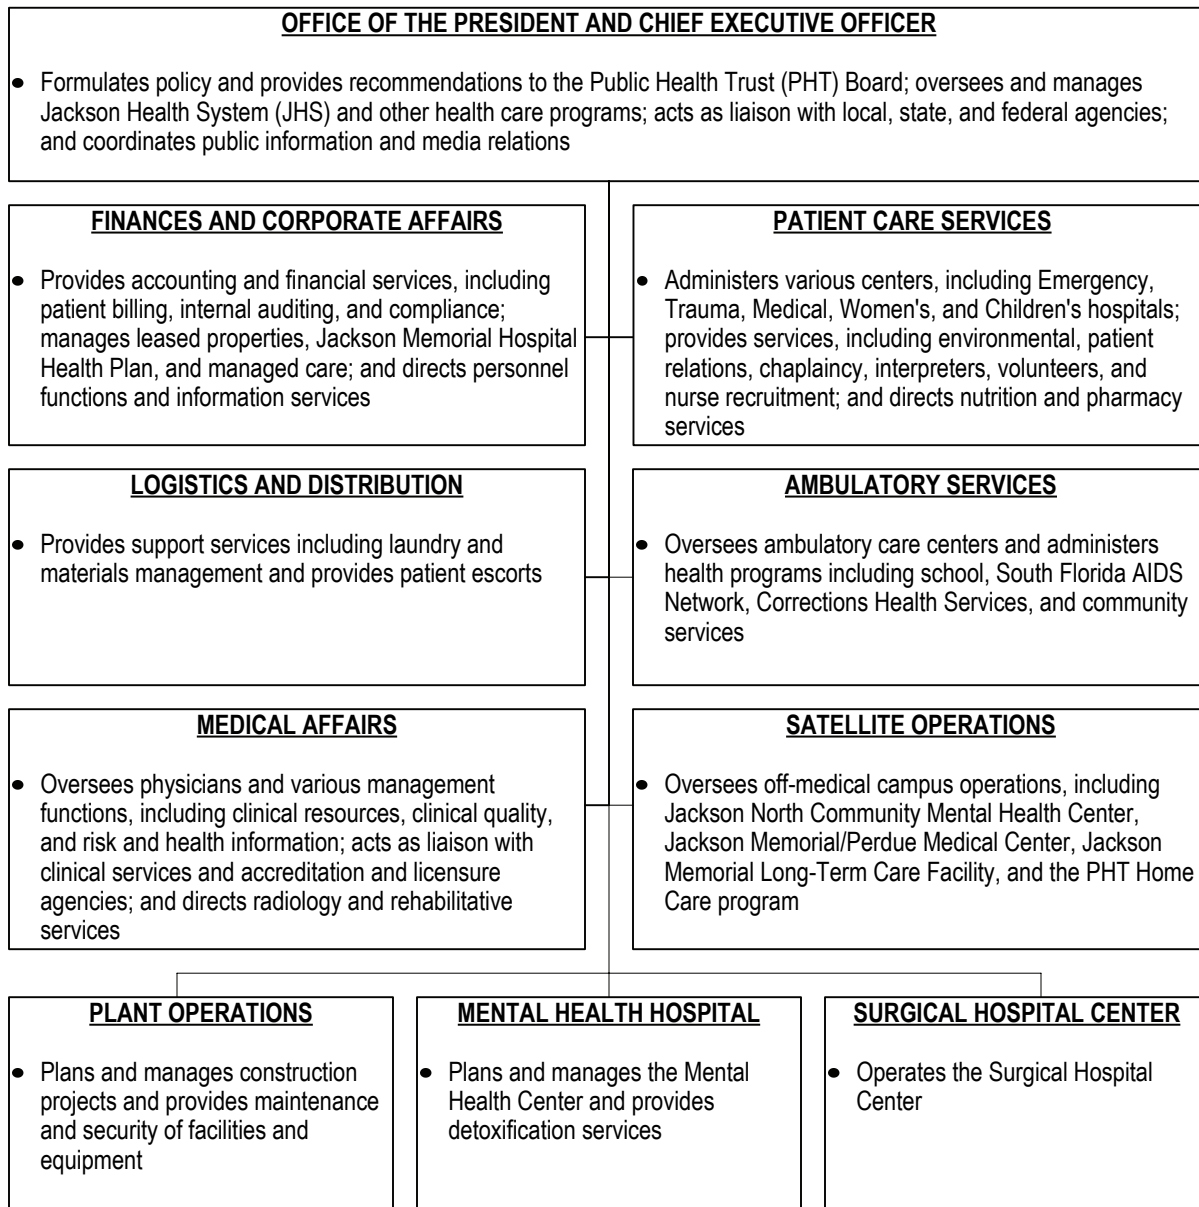 OFFICE OF THE PRESIDENT AND CHIEF EXECUTIVE OFFICER
• Formulates policy and provides recommendations to the Public Health Trust (PHT) Board; oversees and manages
Jackson Health System (JHS) and other health care programs; acts as liaison with local, state, and federal agencies;
and coordinates public information and media relations
FINANCES AND CORPORATE AFFAIRS
• Provides accounting and financial services, including
patient billing, internal auditing, and compliance;
manages leased properties, Jackson Memorial Hospital
Health Plan, and managed care; and directs personnel
functions and information services
PATIENT CARE SERVICES
• Administers various centers, including Emergency,
Trauma, Medical, Women's, and Children's hospitals;
provides services, including environmental, patient
relations, chaplaincy, interpreters, volunteers, and
nurse recruitment; and directs nutrition and pharmacy
services
LOGISTICS AND DISTRIBUTION
• Provides support services including laundry and
materials management and provides patient escorts
AMBULATORY SERVICES
• Oversees ambulatory care centers and administers
health programs including school, South Florida AIDS
Network, Corrections Health Services, and community
services
MEDICAL AFFAIRS
• Oversees physicians and various management
functions, including clinical resources, clinical quality,
and risk and health information; acts as liaison with
clinical services and accreditation and licensure
agencies; and directs radiology and rehabilitative
services
SATELLITE OPERATIONS
• Oversees off-medical campus operations, including
Jackson North Community Mental Health Center,
Jackson Memorial/Perdue Medical Center, Jackson
Memorial Long-Term Care Facility, and the PHT Home
Care program
PLANT OPERATIONS
• Plans and manages construction
projects and provides maintenance
and security of facilities and
equipment
MENTAL HEALTH HOSPITAL
• Plans and manages the Mental
Health Center and provides
detoxification services
SURGICAL HOSPITAL CENTER
• Operates the Surgical Hospital
Center